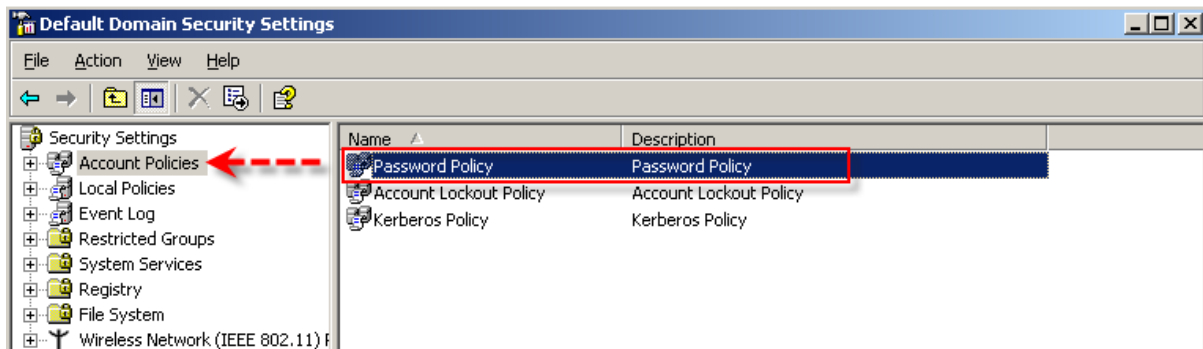 Default Domain Security Settings
File Action View Help
Security Settings
Account Policies
Local Policies
Event Log
Restricted Groups
System Services
Registry
File System
Wireless Network (IEEE 802.11)
Name Description
Password Policy Password Policy
Account Lockout Policy Account Lockout Policy
Kerberos Policy Kerberos Policy